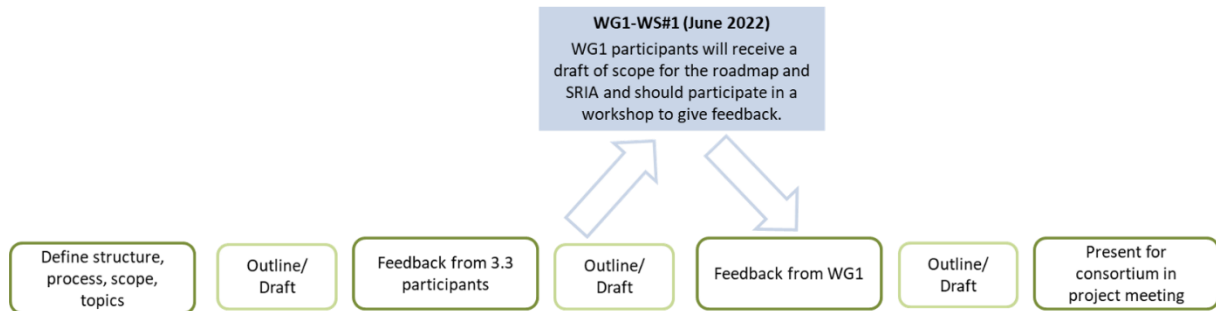 WG1-WS#1 (June 2022)
WG1 participants will receive a
draft of scope for the roadmap and
SRIA and should participate in a
workshop to give feedback.
Define structure,
process, scope,
topics
Outline/
Draft
Feedback from 3.3
participants
Outline/
Draft
Feedback from WG1
Outline/
Draft
Present for
consortium in
project meeting